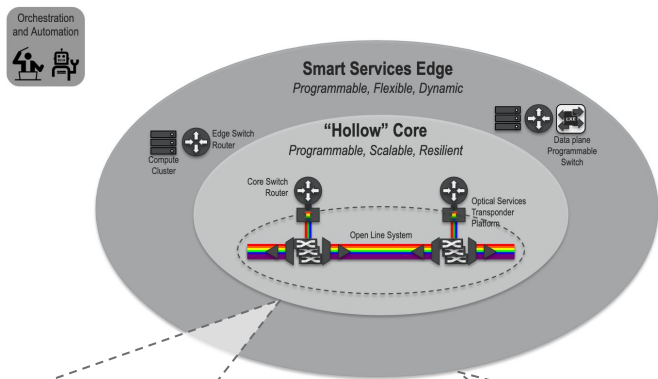 Orchestration
and Automation
Smart Services Edge
Programmable, Flexible, Dynamic
Edge Switch
Router
Compute
Cluster
Data plane
Programmable
Switch
“Hollow” Core
Programmable, Scalable, Resilient
Core Switch
Router
Optical Services
Transponder
Platform
Open Line System